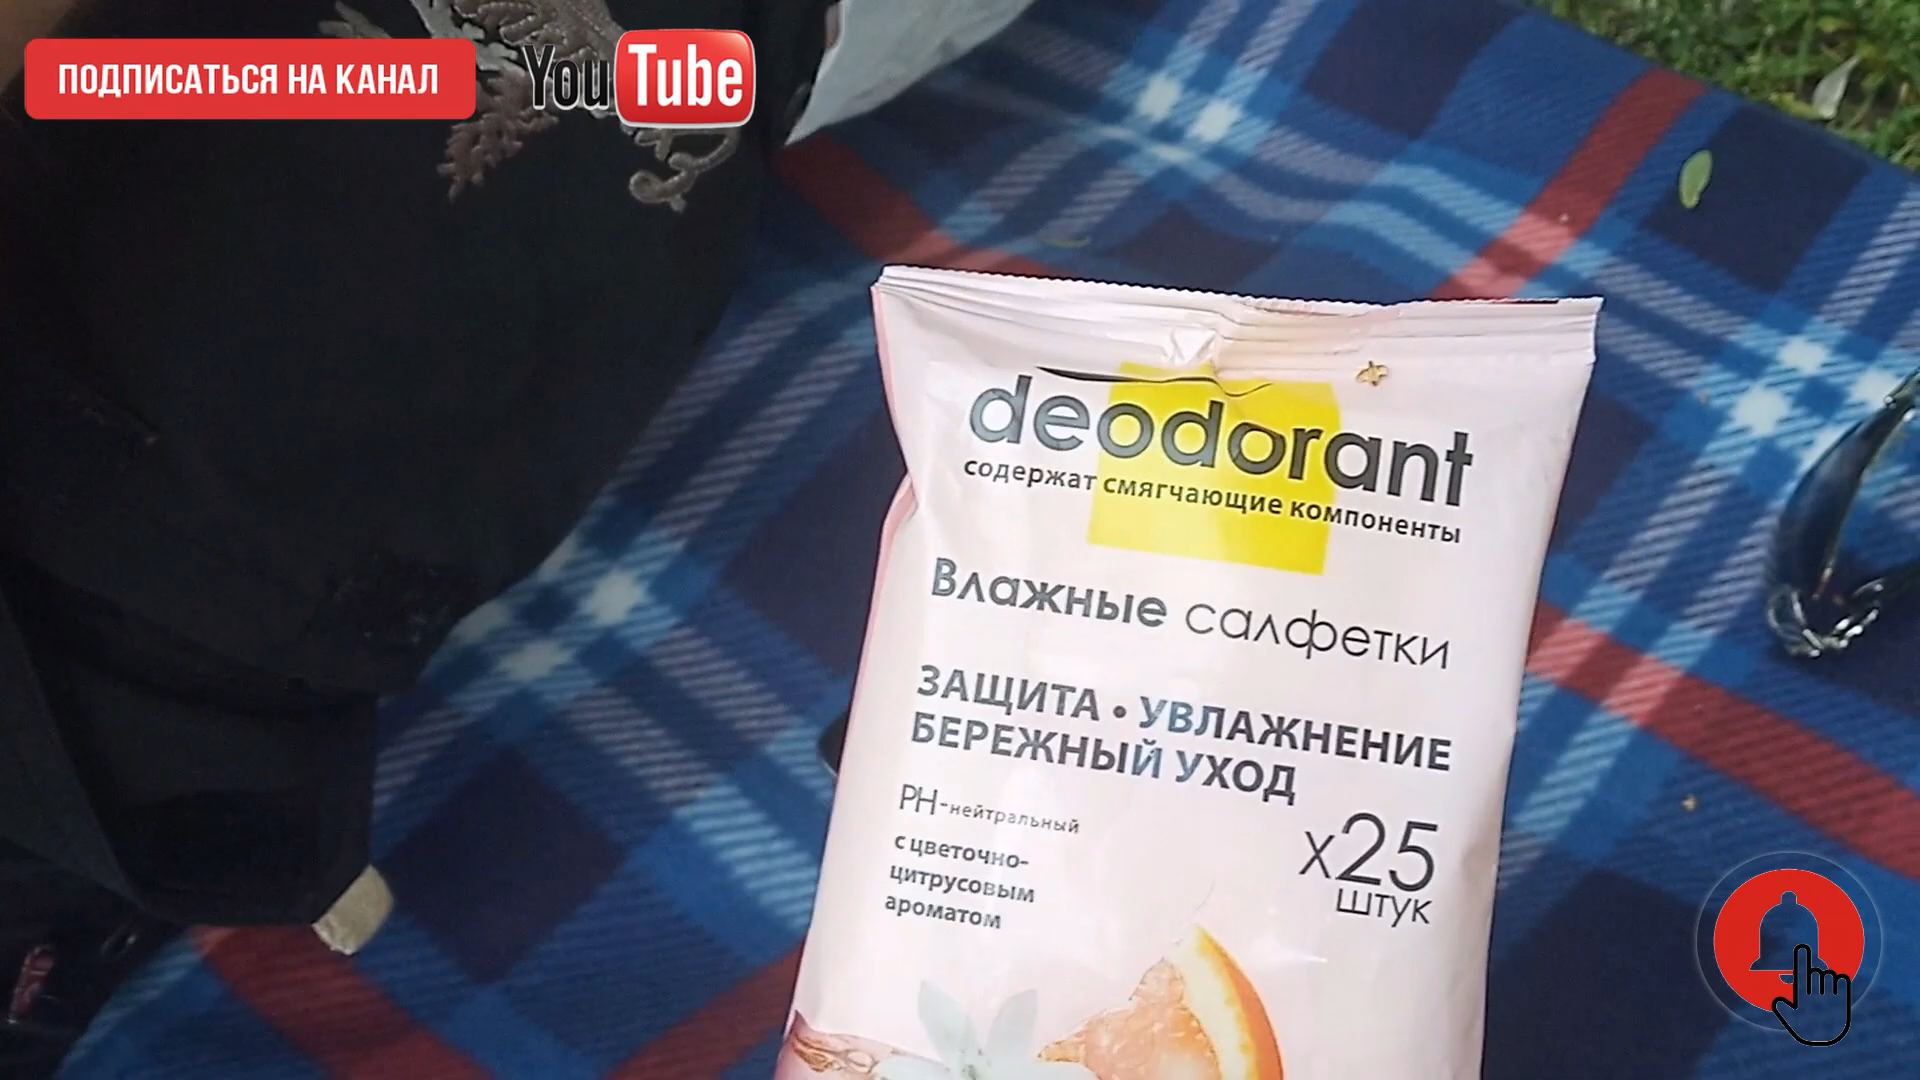 ПОДПИСАТЬСЯ НА КАНАЛ
YouTube
deodorant
содержат смягчающие компоненты
Влажные салфетки
ЗАЩИТА • УВЛАЖНЕНИЕ
БЕРЕЖНЫЙ УХОД
PH-нейтральный
с цветочно-
цитрусовым
ароматом
x25
штук